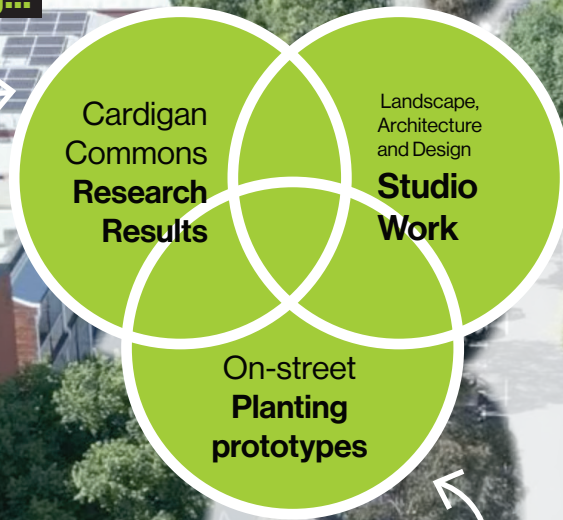 Cardigan
Commons
Research
Results
Landscape,
Architecture
and Design
Studio
Work
On-street
Planting
prototypes